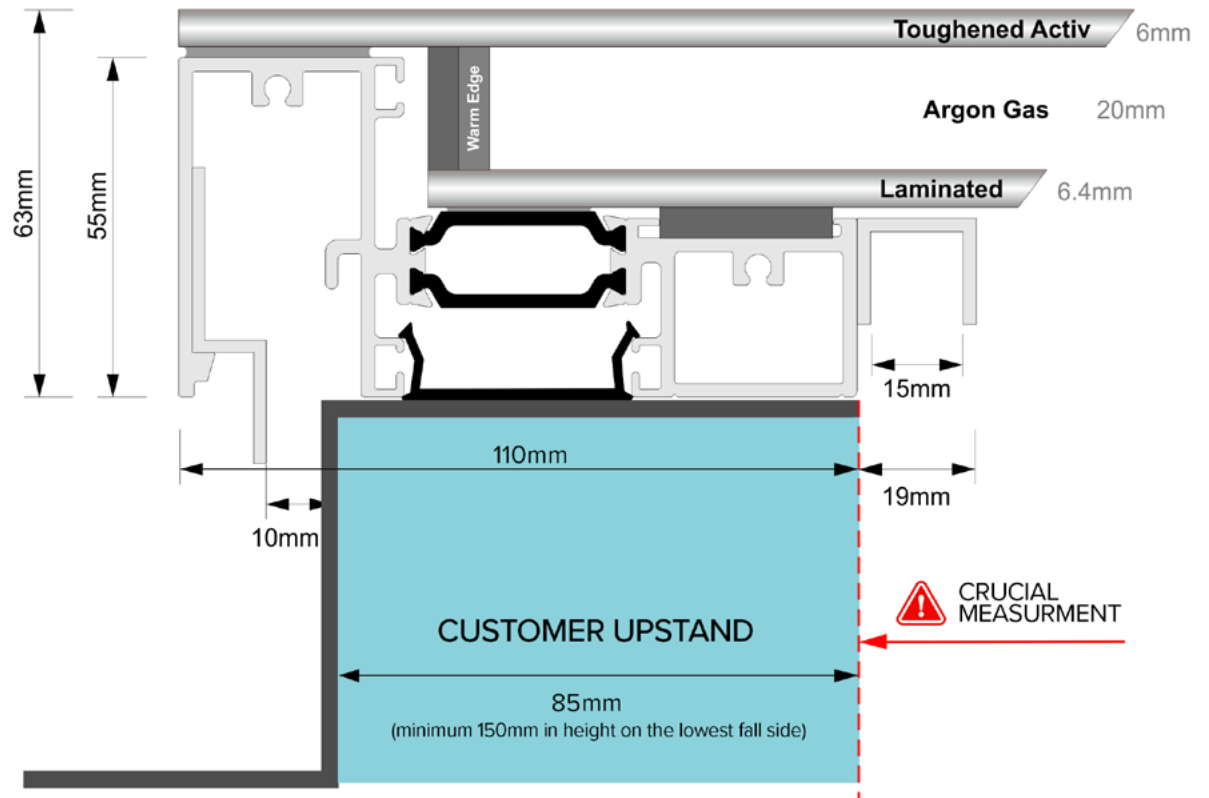 Toughened Activ 6mm
Warm Edge
Argon Gas 20mm
63mm
55mm
Laminated 6.4mm
15mm
110mm
19mm
10mm
CRUCIAL
MEASURMENT
CUSTOMER UPSTAND
85mm
(minimum 150mm in height on the lowest fall side)